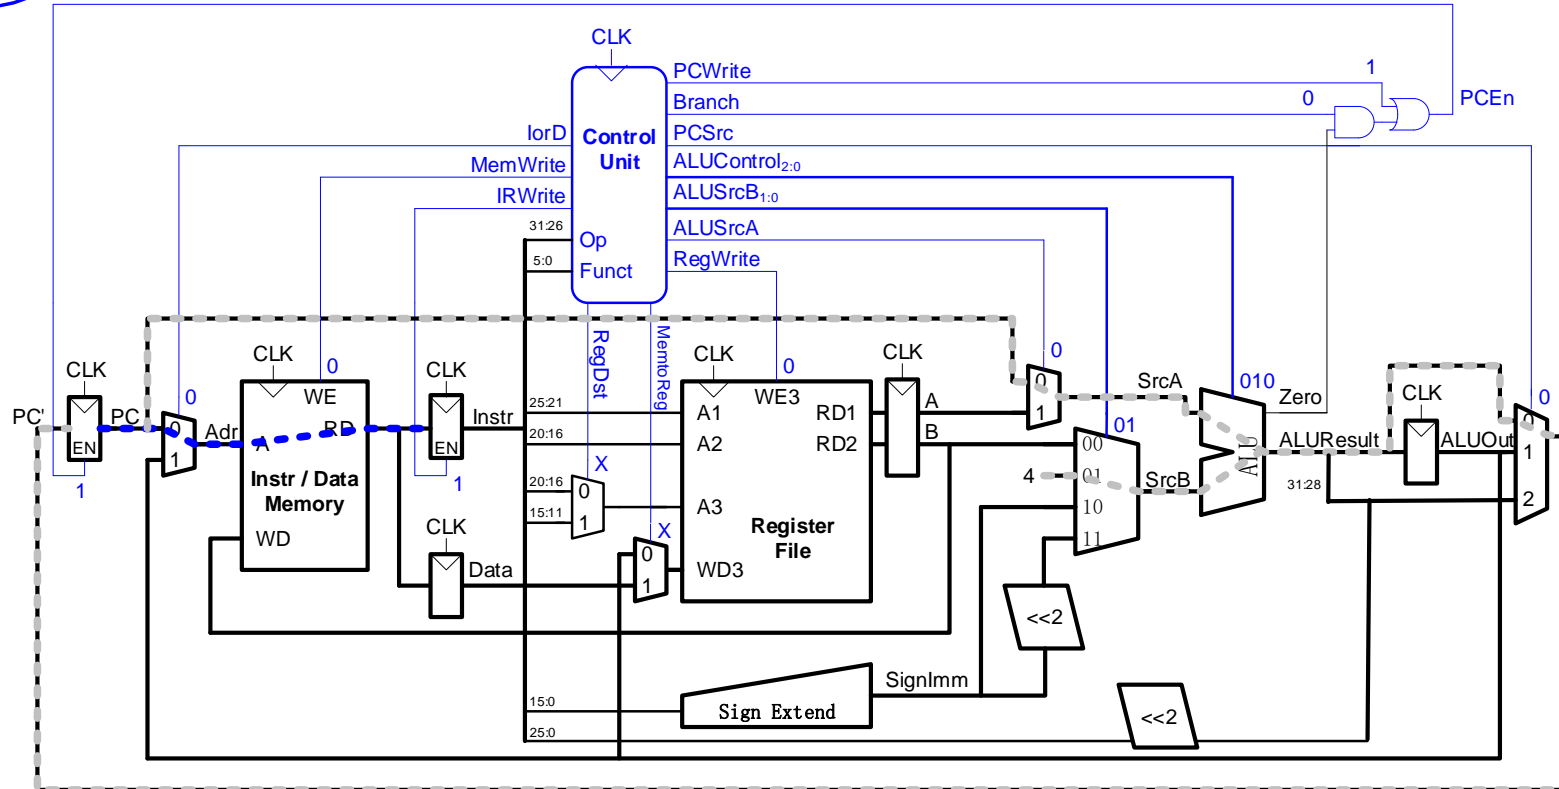 CLK
PCWrite
1
Branch
0
PCEn
IorD
Control
Unit
PCSrc
MemWrite
ALUControl2:0
IRWrite
ALUSrcB1:0
31:26
Op
ALUSrcA
5:0
Funct
RegWrite
RegDst
MemtoReg
CLK
CLK
0
CLK
CLK
0
CLK
0
0
PC'
EN
PC
0
1
Adr
WE
A
RD
Instr / Data
Memory
WD
EN
Instr
25:21
A1
WE3
RD1
A
20:16
A2
RD2
B
0
1
SrcA
010
Zero
CLK
0
01
00
4
01
SrcB
10
11
ALU
ALUResult
31:28
ALUOut
0
1
2
1
1
X
20:16
0
15:11
1
A3
Register
File
X
0
1
WD3
CLK
Data
<<2
SignImm
15:0
Sign Extend
<<2
25:0